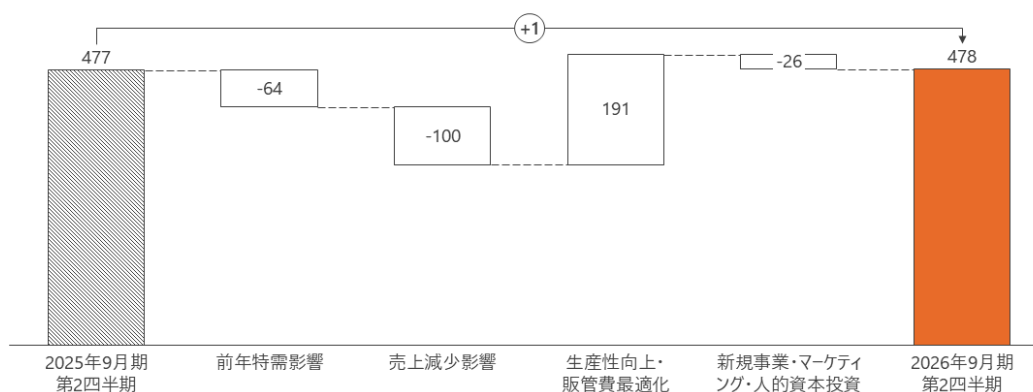 +1
477
-64
-100
191
-26
478
2025年9月期
第2四半期
前年特需影響
売上減少影響
生産性向上・
販管費最適化
新規事業・マーケティ
ング・人的資本投資
2026年9月期
第2四半期